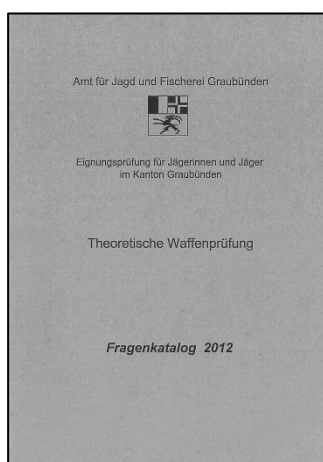 Amt für Jagd und Fischerei Graubünden
Eignungsprüfung für Jägerinnen und Jäger
im Kanton Graubünden
Theoretische Waffenprüfung
Fragenkatalog 2012